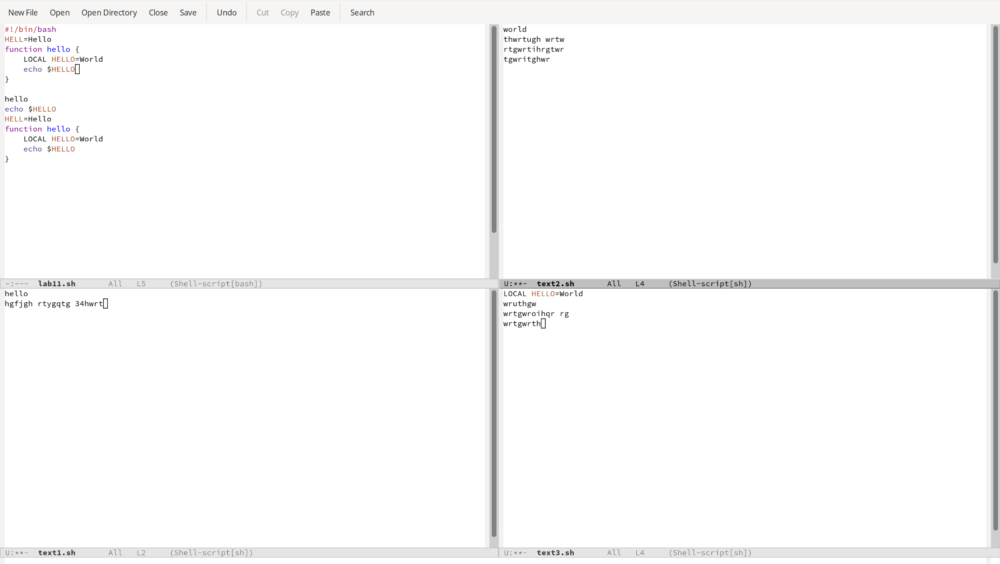 New File Open Open Directory Close Save Undo Cut Copy Paste Search
#!/bin/bash
HELL=Hello
function hello {
    LOCAL HELLO=World
    echo $HELLO
}

hello
echo $HELLO
HELL=Hello
function hello {
    LOCAL HELLO=World
    echo $HELLO
}
-:--- lab11.sh All L5 (Shell-script[bash])
world
thwrtugh wrtw
rtgwrtihrgtwr
tgwritghwr
U:**- text2.sh All L4 (Shell-script[sh])
hello
hgfjgh rtygqtg 34hwrt
U:**- text1.sh All L2 (Shell-script[sh])
LOCAL HELLO=World
wruthgw
wrtgwroihqr rg
wrtgwrth
U:**- text3.sh All L4 (Shell-script[sh])